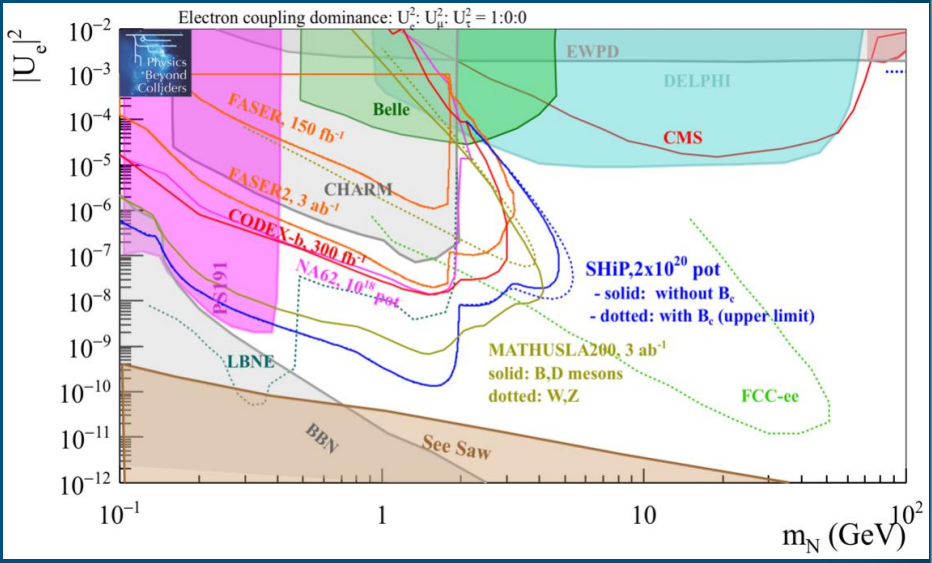 Electron coupling dominance: U²ₑ: U²μ: U²τ = 1:0:0
|Uₑ|²
10⁻²
10⁻³
10⁻⁴
10⁻⁵
10⁻⁶
10⁻⁷
10⁻⁸
10⁻⁹
10⁻¹⁰
10⁻¹¹
10⁻¹²
Physics
Beyond
Colliders
EWPD
DELPHI
Belle
CMS
FASER, 150 fb⁻¹
FASER2, 3 ab⁻¹
CHARM
CODEX-b, 300 fb⁻¹
NA62, 10¹⁸ pot
PS191
SHiP,2x10²⁰ pot
- solid: without B꜀
- dotted: with B꜀ (upper limit)
LBNE
MATHUSLA200, 3 ab⁻¹
solid: B,D mesons
dotted: W,Z
FCC-ee
BBN
See Saw
10⁻¹
1
10
10²
m_N (GeV)